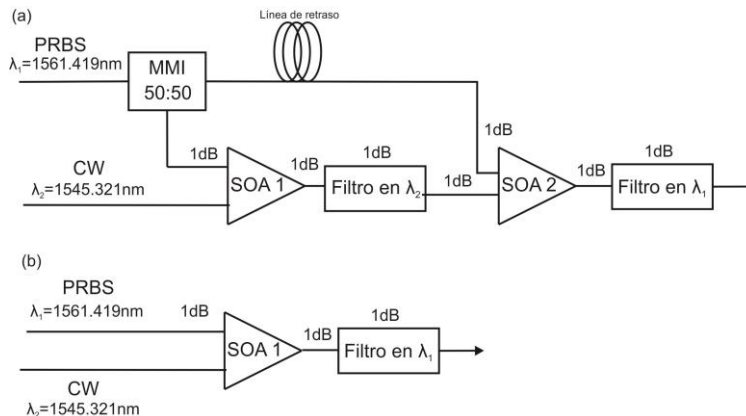 (a)
Línea de retraso
PRBS
λ₁=1561.419nm
MMI
50:50
1dB
CW
λ₂=1545.321nm
1dB
SOA 1
1dB
1dB
Filtro en λ₂
1dB
1dB
SOA 2
1dB
1dB
Filtro en λ₁
(b)
PRBS
λ₁=1561.419nm
1dB
SOA 1
1dB
1dB
Filtro en λ₁
CW
λ₂=1545.321nm